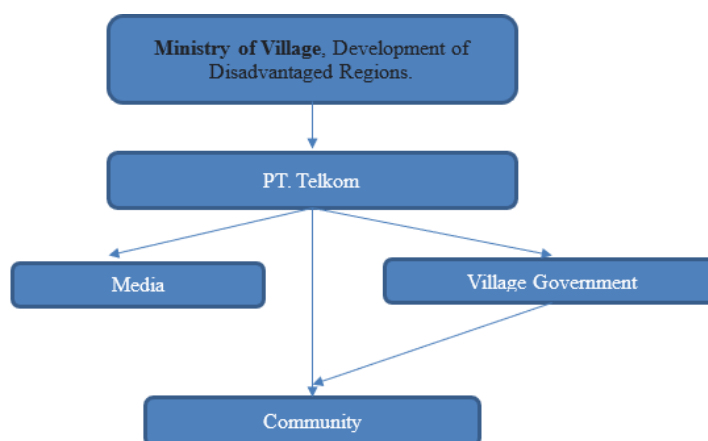 Ministry of Village, Development of
Disadvantaged Regions.
PT. Telkom
Media
Village Government
Community